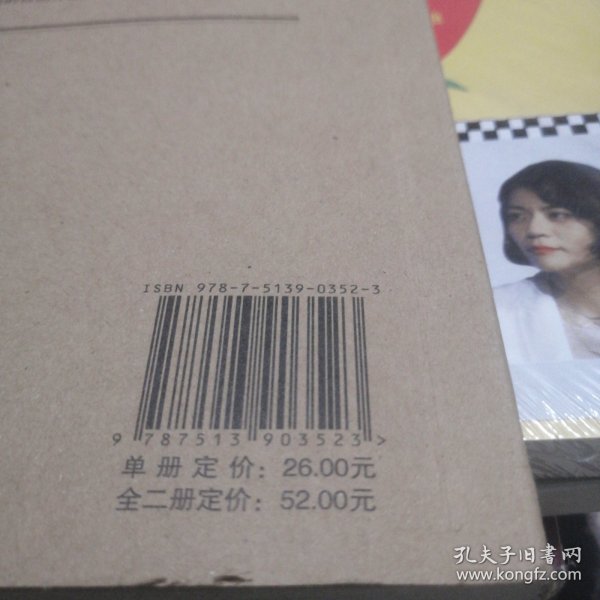 ISBN 978-7-5139-0352-3
9 787513 903523 >
单册定价：26.00元
全二册定价：52.00元
孔夫子旧书网
www.kongfz.com